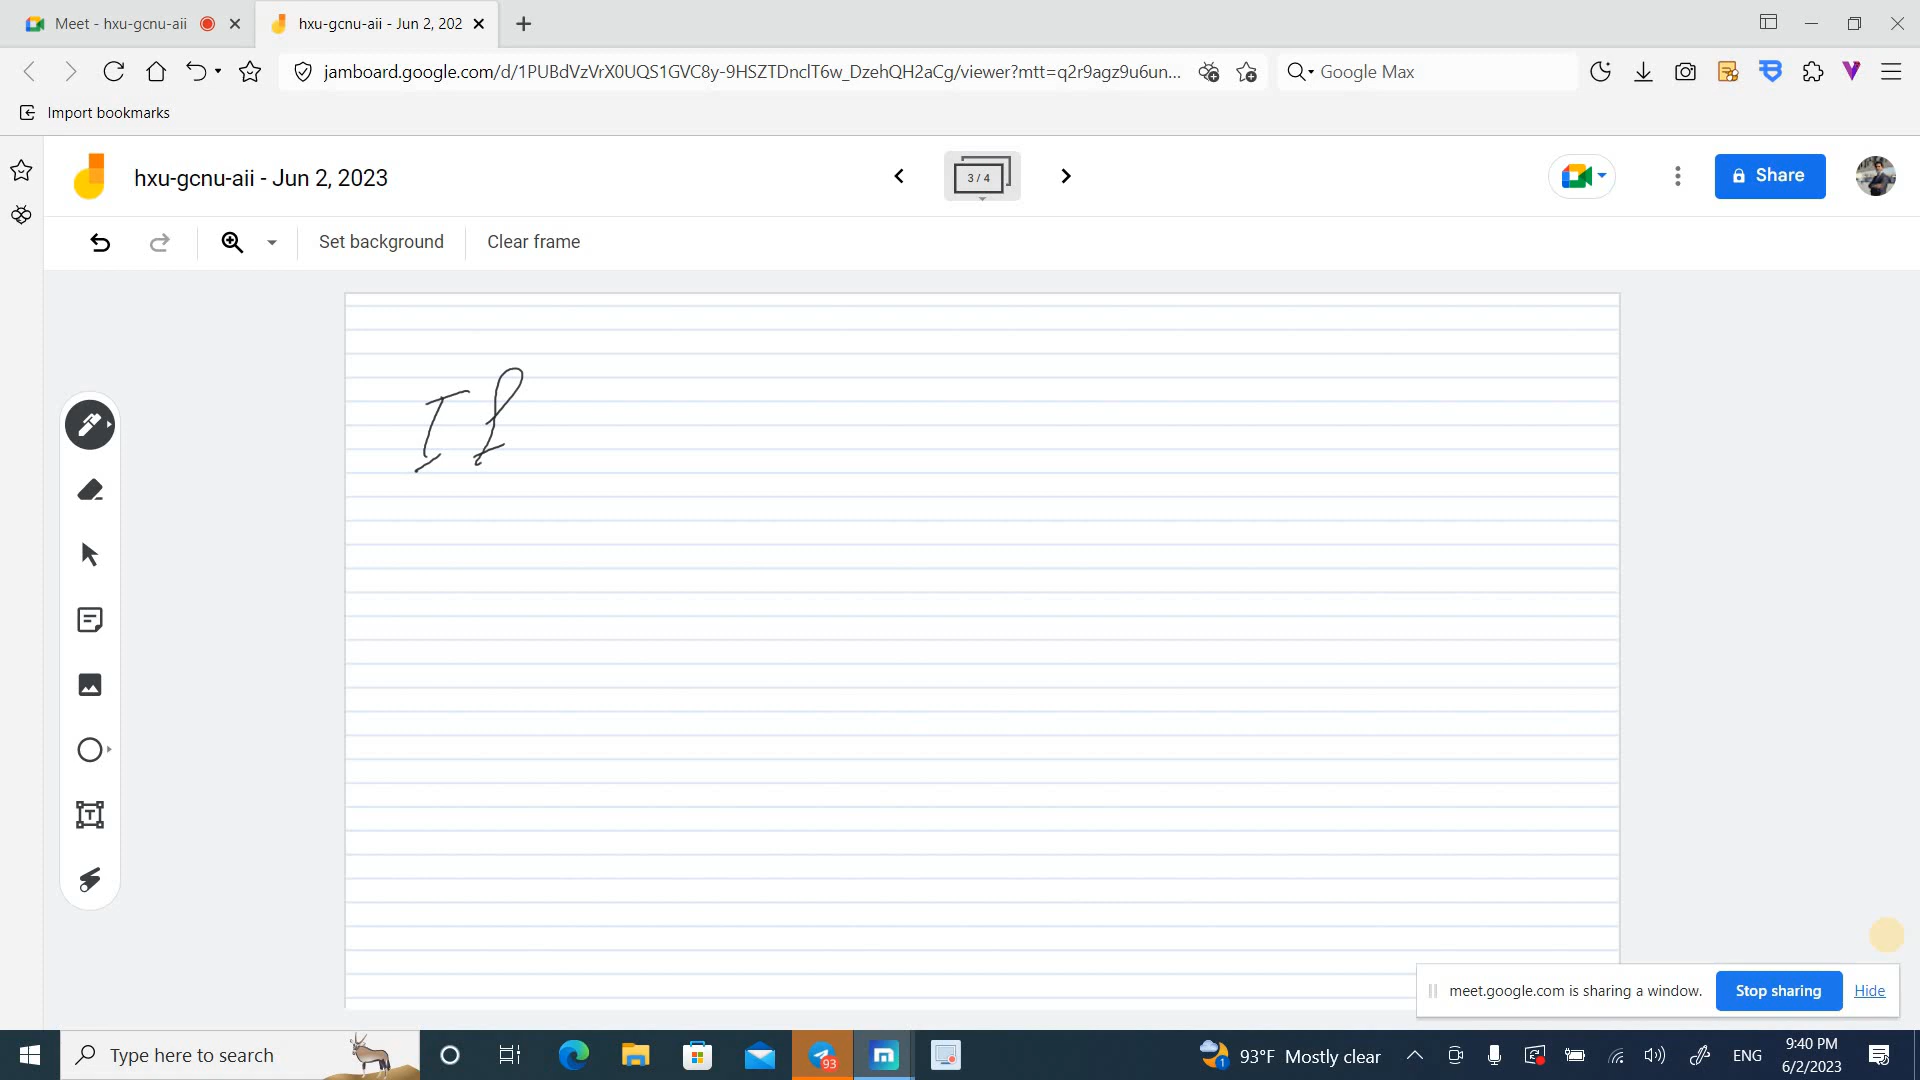 Meet - hxu-gcnu-aii
hxu-gcnu-aii - Jun 2, 202
jamboard.google.com/d/1PUBdVzVrX0UQS1GVC8y-9HSZTDnclT6w_DzehQH2aCg/viewer?mtt=q2r9agz9u6un...
Google Max
Import bookmarks
hxu-gcnu-aii - Jun 2, 2023
3 / 4
Share
Set background
Clear frame
If
meet.google.com is sharing a window.
Stop sharing
Hide
Type here to search
93
1
93°F Mostly clear
ENG
9:40 PM
6/2/2023